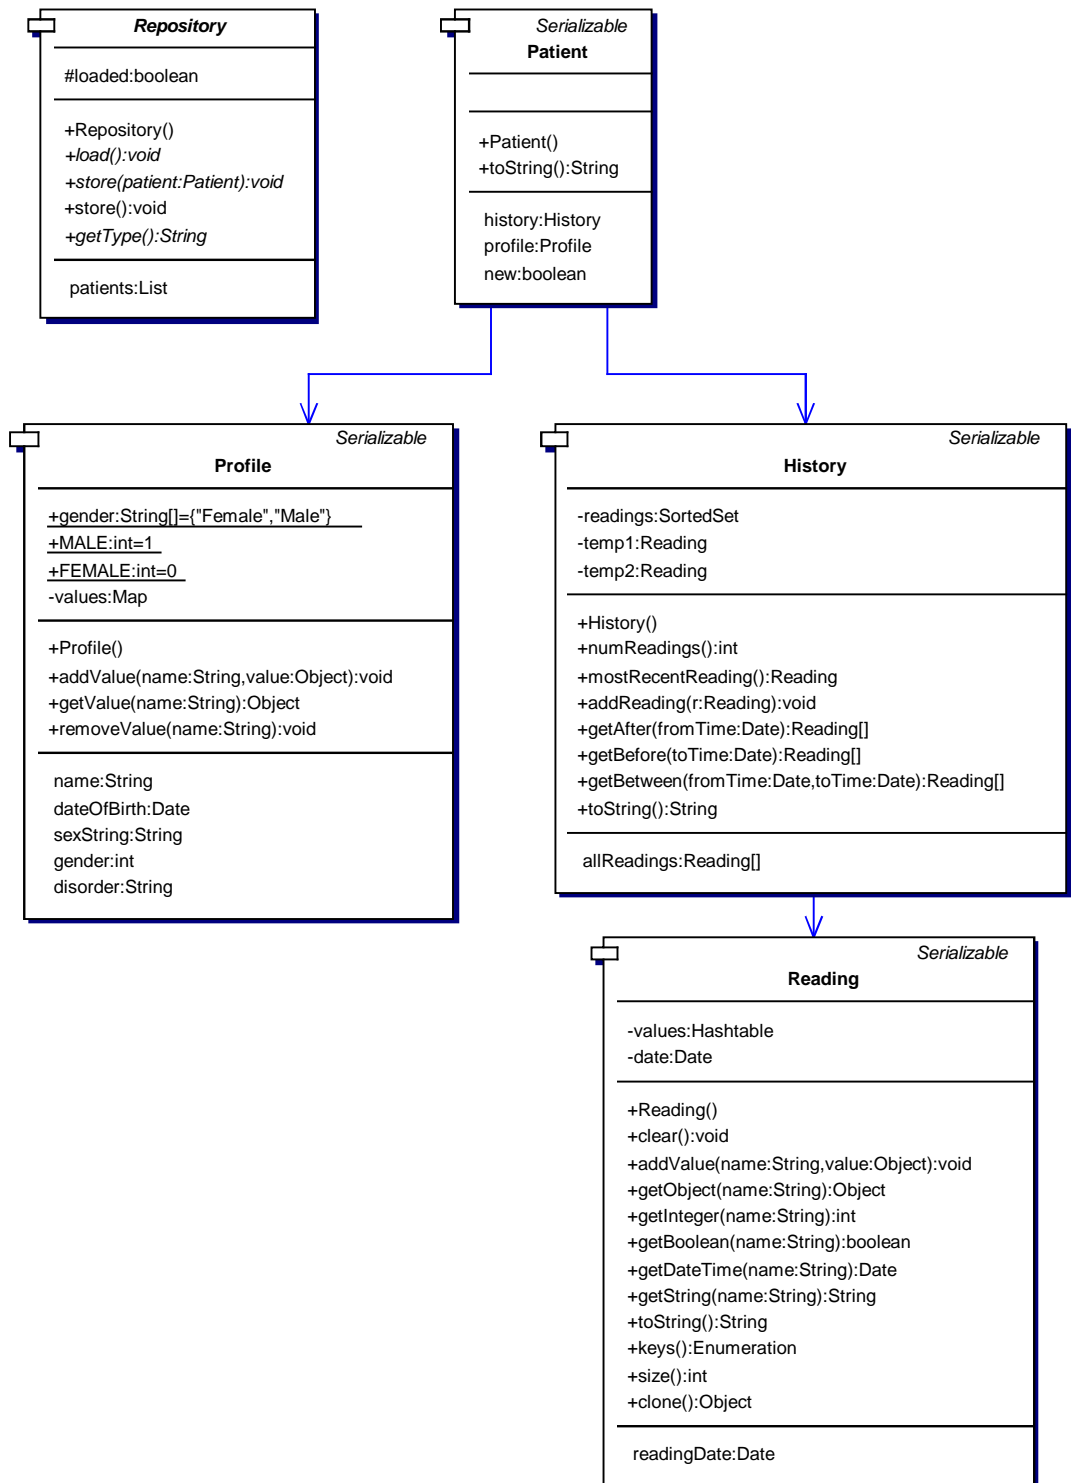 Repository
#loaded:boolean
+Repository()
+load():void
+store(patient:Patient):void
+store():void
+getType():String
patients:List
Serializable
Patient
+Patient()
+toString():String
history:History
profile:Profile
new:boolean
Serializable
Profile
+gender:String[]={"Female","Male"}
+MALE:int=1
+FEMALE:int=0
-values:Map
+Profile()
+addValue(name:String,value:Object):void
+getValue(name:String):Object
+removeValue(name:String):void
name:String
dateOfBirth:Date
sexString:String
gender:int
disorder:String
Serializable
History
-readings:SortedSet
-temp1:Reading
-temp2:Reading
+History()
+numReadings():int
+mostRecentReading():Reading
+addReading(r:Reading):void
+getAfter(fromTime:Date):Reading[]
+getBefore(toTime:Date):Reading[]
+getBetween(fromTime:Date,toTime:Date):Reading[]
+toString():String
allReadings:Reading[]
Serializable
Reading
-values:Hashtable
-date:Date
+Reading()
+clear():void
+addValue(name:String,value:Object):void
+getObject(name:String):Object
+getInteger(name:String):int
+getBoolean(name:String):boolean
+getDateTime(name:String):Date
+getString(name:String):String
+toString():String
+keys():Enumeration
+size():int
+clone():Object
readingDate:Date